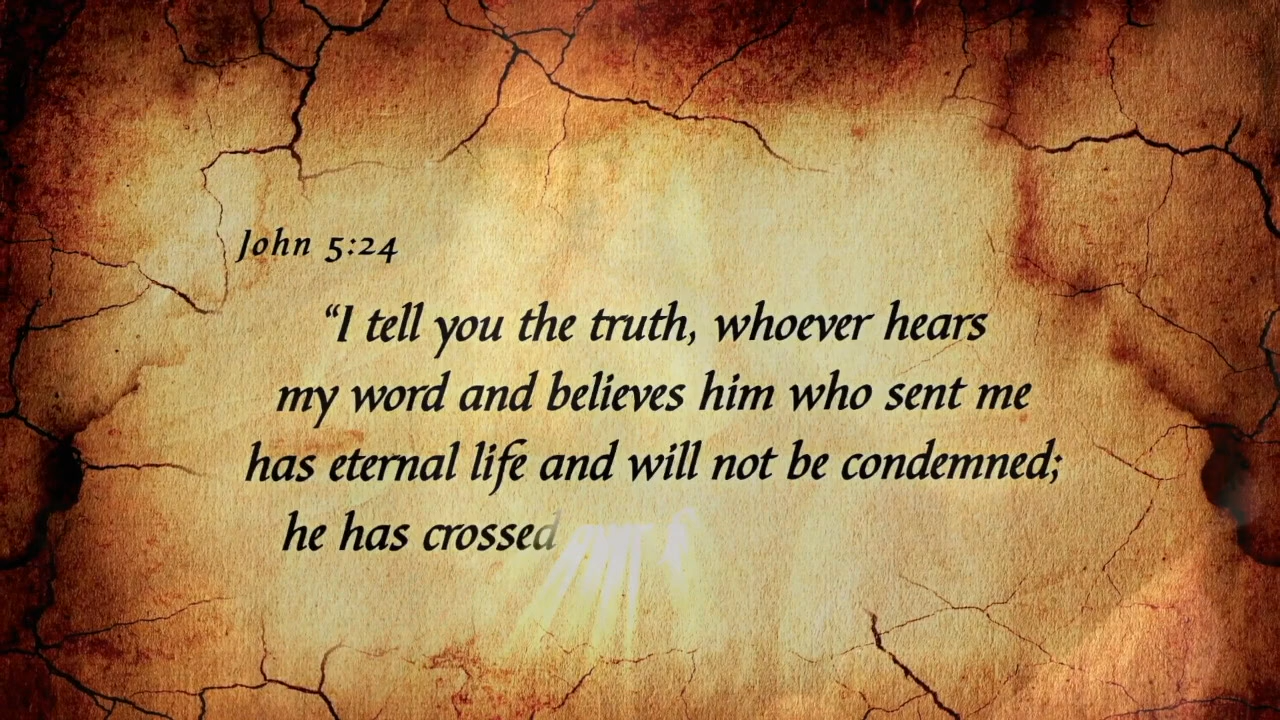 John 5:24
“I tell you the truth, whoever hears
my word and believes him who sent me
has eternal life and will not be condemned;
he has crossed